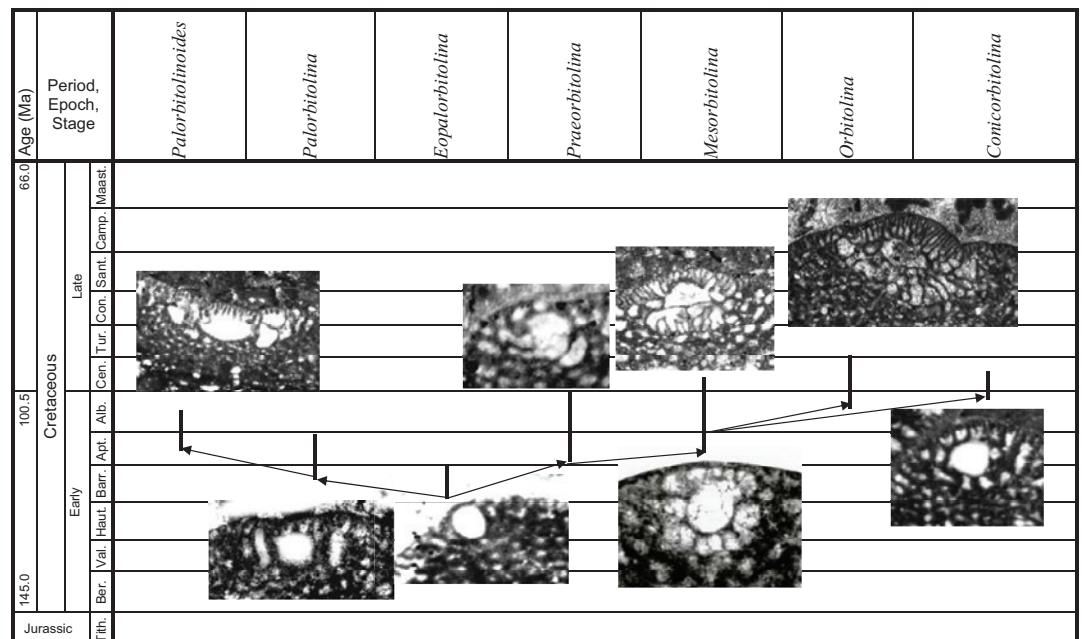 Age (Ma)
Period,
Epoch,
Stage
Palorbitolinoides
Palorbitolina
Eopalorbitolina
Praeorbitolina
Mesorbitolina
Orbitolina
Conicorbitolina
66.0
100.5
145.0
Cretaceous
Late
Early
Maast.
Camp.
Sant.
Con.
Tur.
Cen.
Alb.
Apt.
Barr.
Haut.
Val.
Ber.
Jurassic
Tith.